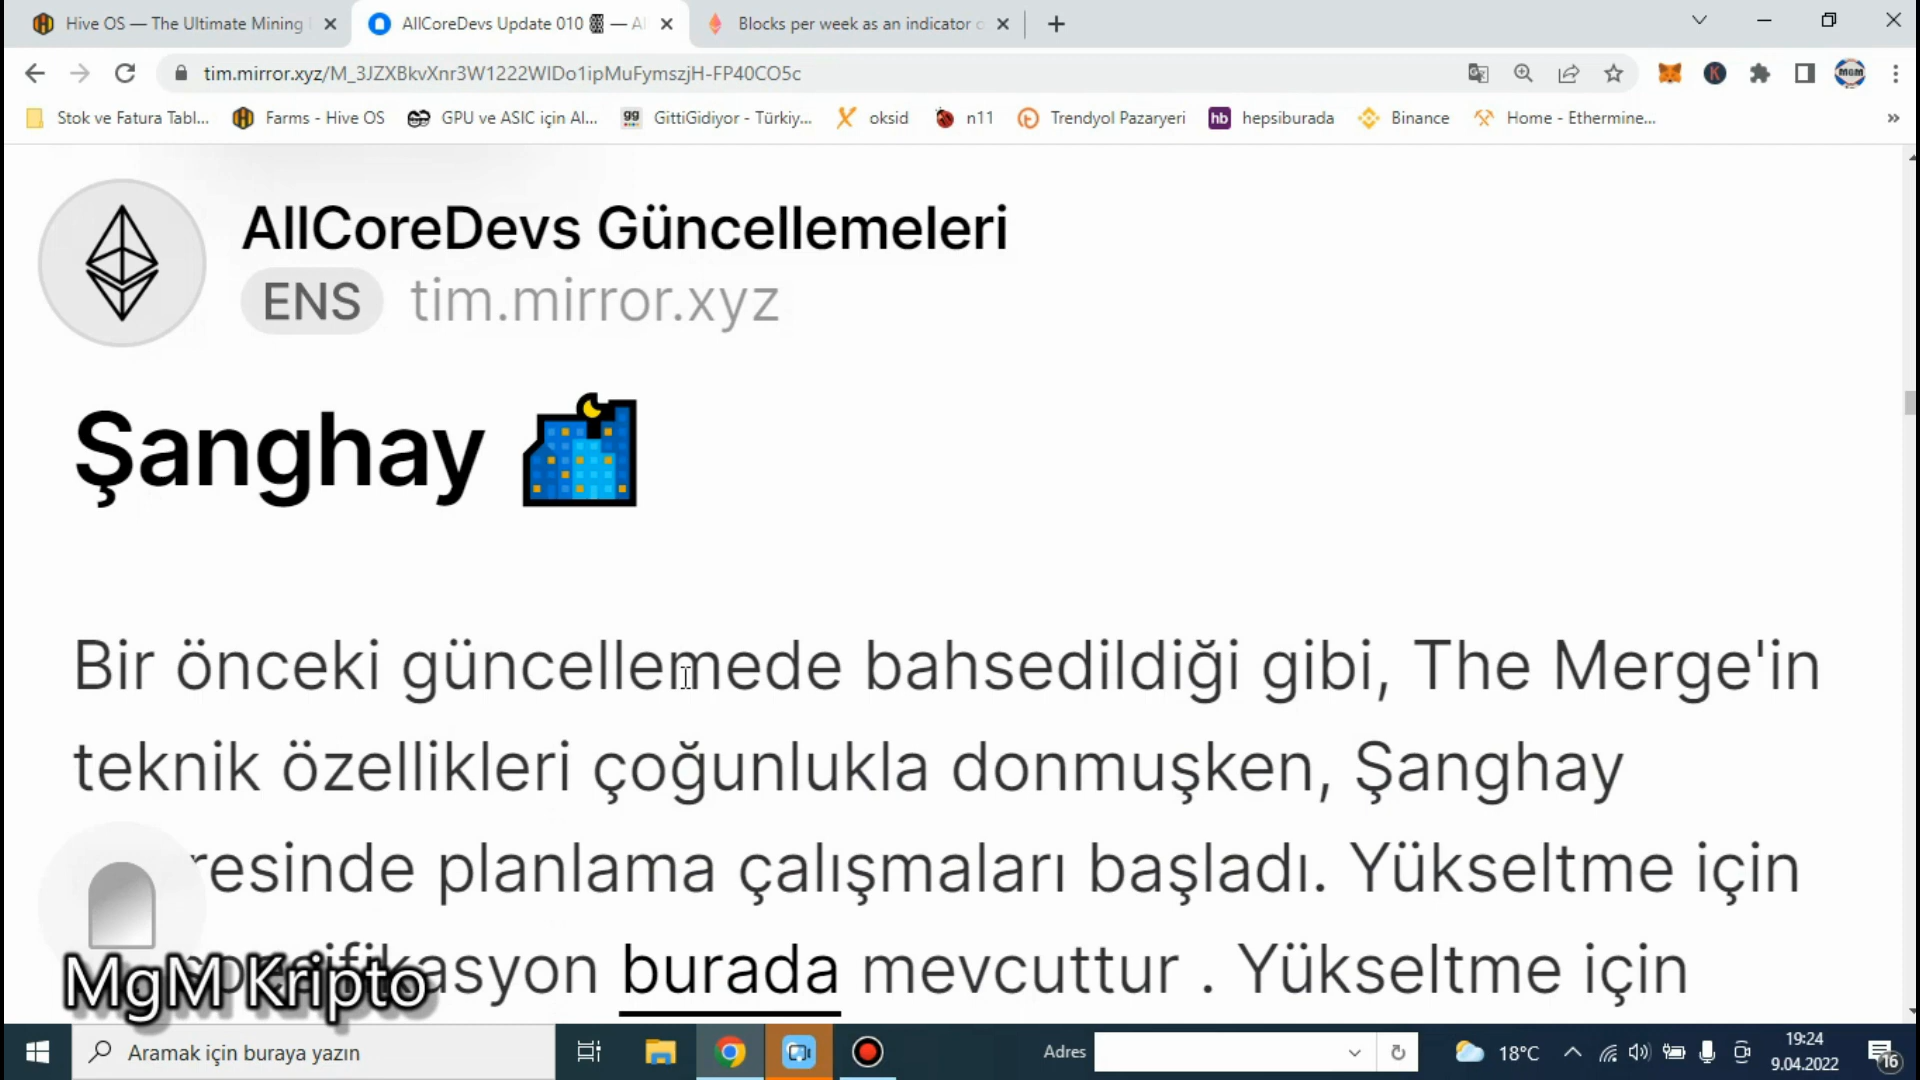 Hive OS — The Ultimate Mining
AllCoreDevs Update 010 — Al
Blocks per week as an indicator o
tim.mirror.xyz/M_3JZXBkvXnr3W1222WIDo1ipMuFymszjH-FP40CO5c
Stok ve Fatura Tabl...
Farms - Hive OS
GPU ve ASIC için Al...
gg
GittiGidiyor - Türkiy...
oksid
n11
Trendyol Pazaryeri
hb
hepsiburada
Binance
Home - Ethermine...
AllCoreDevs Güncellemeleri
ENS tim.mirror.xyz
Şanghay
Bir önceki güncellemede bahsedildiği gibi, The Merge'in
teknik özellikleri çoğunlukla donmuşken, Şanghay
resinde planlama çalışmaları başladı. Yükseltme için
spesifikasyon burada mevcuttur . Yükseltme için
MgM Kripto
Aramak için buraya yazın
Adres
18°C
19:24
9.04.2022
16